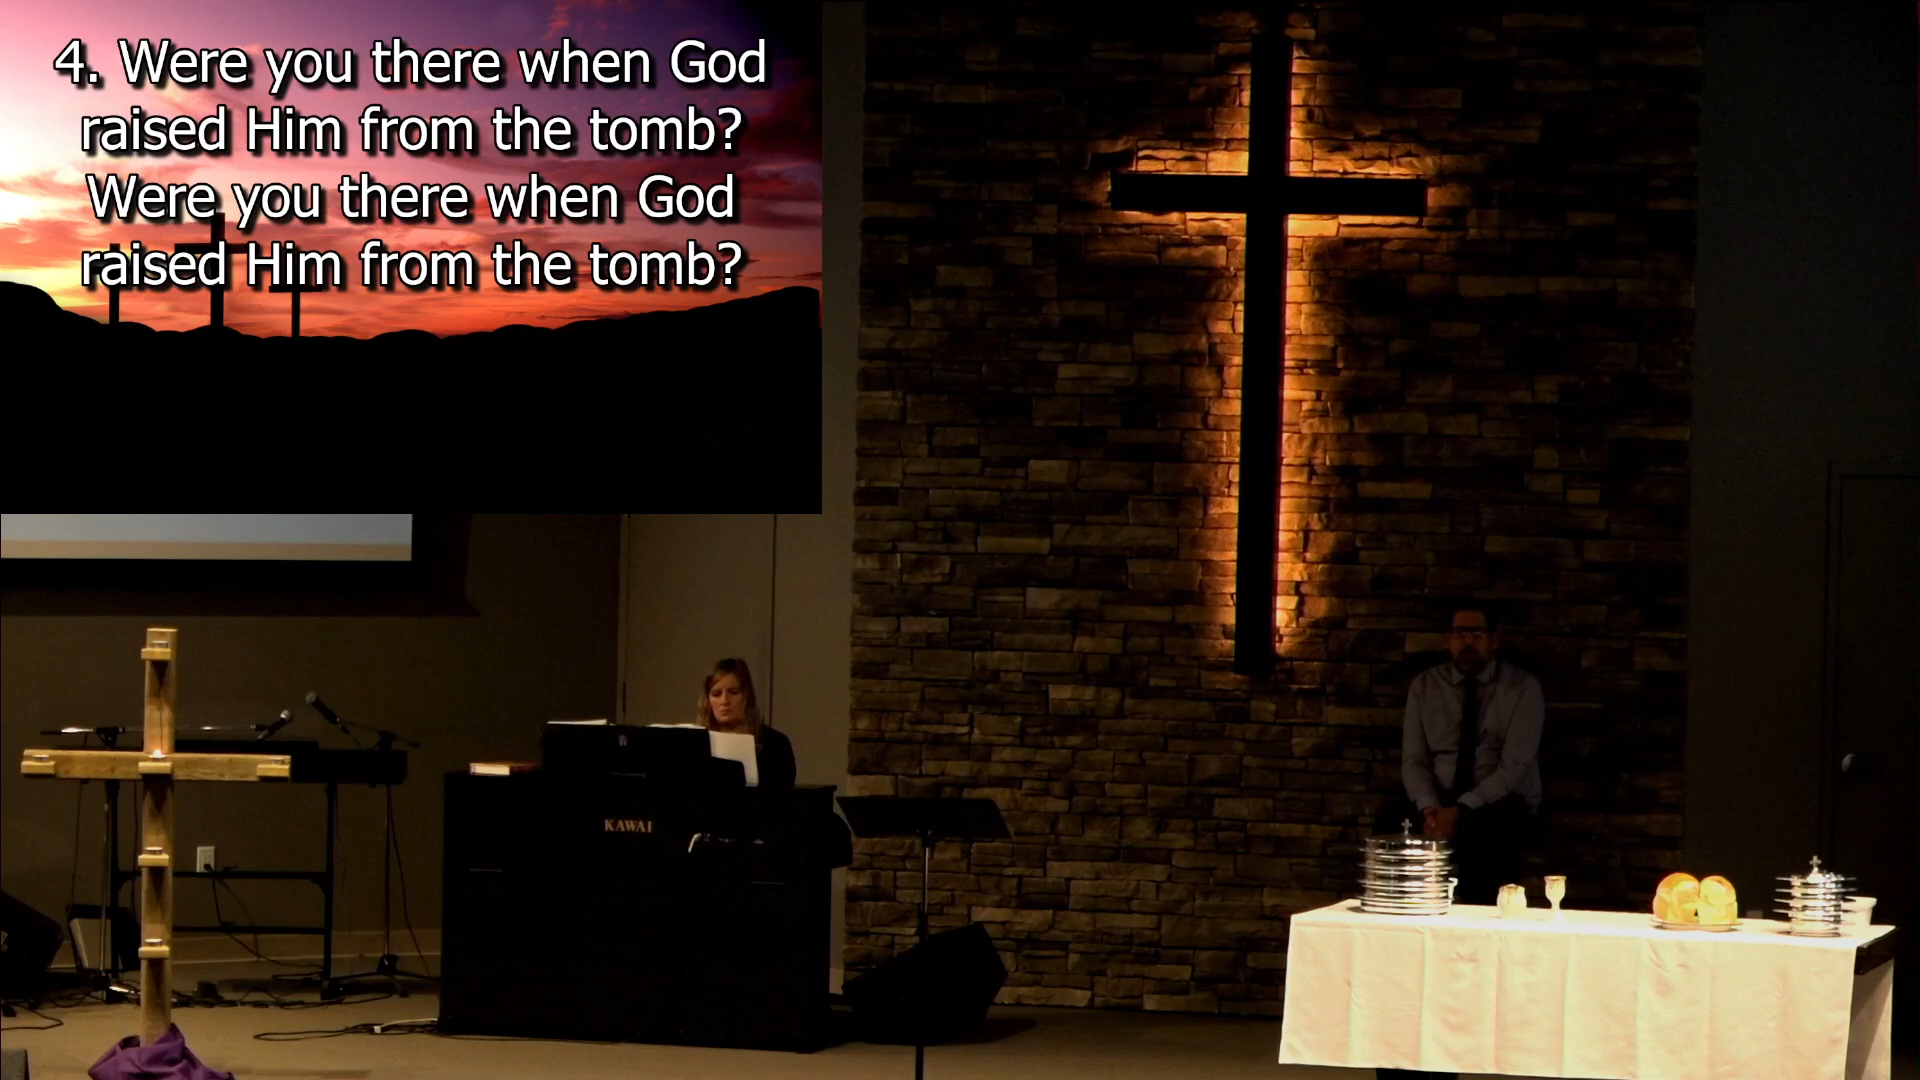 4. Were you there when God
raised Him from the tomb?
Were you there when God
raised Him from the tomb?
KAWAI